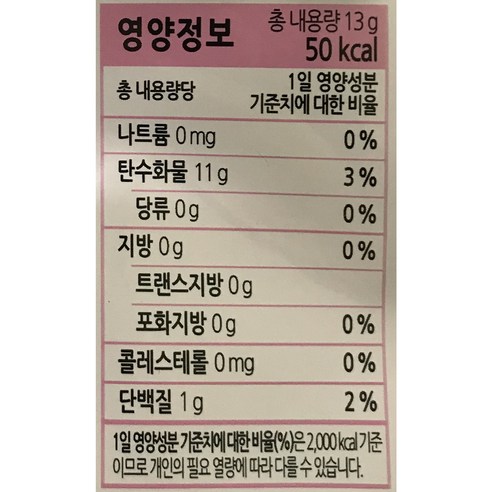 영양정보 총 내용량 13 g
50 kcal
총 내용량당 1일 영양성분
기준치에 대한 비율
나트륨 0 mg 0 %
탄수화물 11 g 3 %
당류 0 g 0 %
지방 0 g 0 %
트랜스지방 0 g
포화지방 0 g 0 %
콜레스테롤 0 mg 0 %
단백질 1 g 2 %
1일 영양성분 기준치에 대한 비율(%)은 2,000 kcal 기준
이므로 개인의 필요 열량에 따라 다를 수 있습니다.